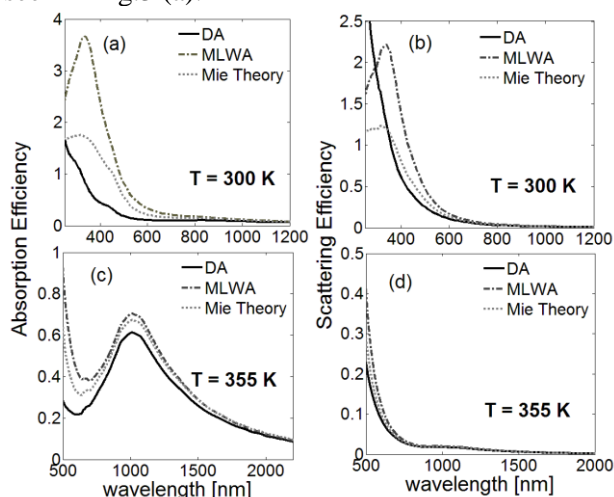 seen in
(a)
DA
MLWA
Mie Theory
T = 300 K
4
3
2
1
0
400 600 800 1000 1200
(b)
DA
MLWA
Mie Theory
T = 300 K
2.5
2
1.5
1
0.5
0
400 600 800 1000 1200
Absorption Efficiency
Scattering Efficiency
(c)
DA
MLWA
Mie Theory
T = 355 K
1
0.8
0.6
0.4
0.2
0
500 1000 1500 2000
wavelength [nm]
(d)
DA
MLWA
Mie Theory
T = 355 K
0.5
0.4
0.3
0.2
0.1
0
500 1000 1500 2000
wavelength [nm]